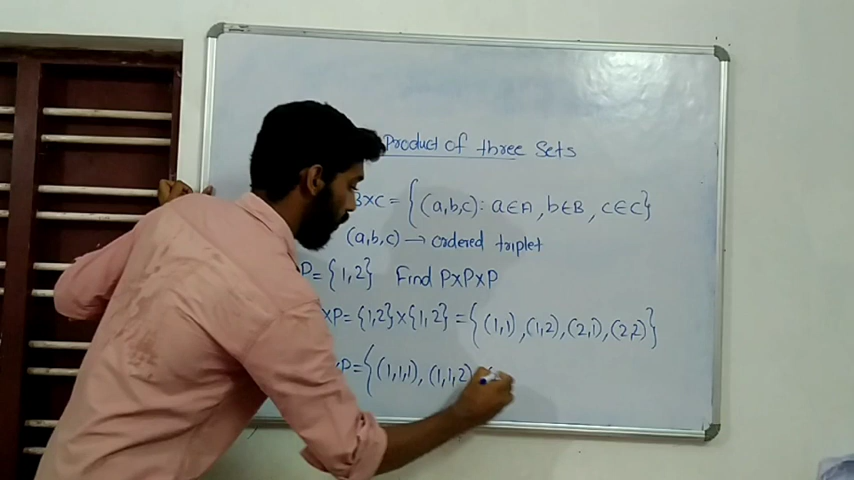 Product of three Sets
B×C = {(a,b,c): a∈A, b∈B, c∈C}
(a,b,c) → ordered triplet
P={1,2} Find P×P×P
×P={1,2}×{1,2}={(1,1),(1,2),(2,1),(2,2)}
P={(1,1,1), (1,1,2)